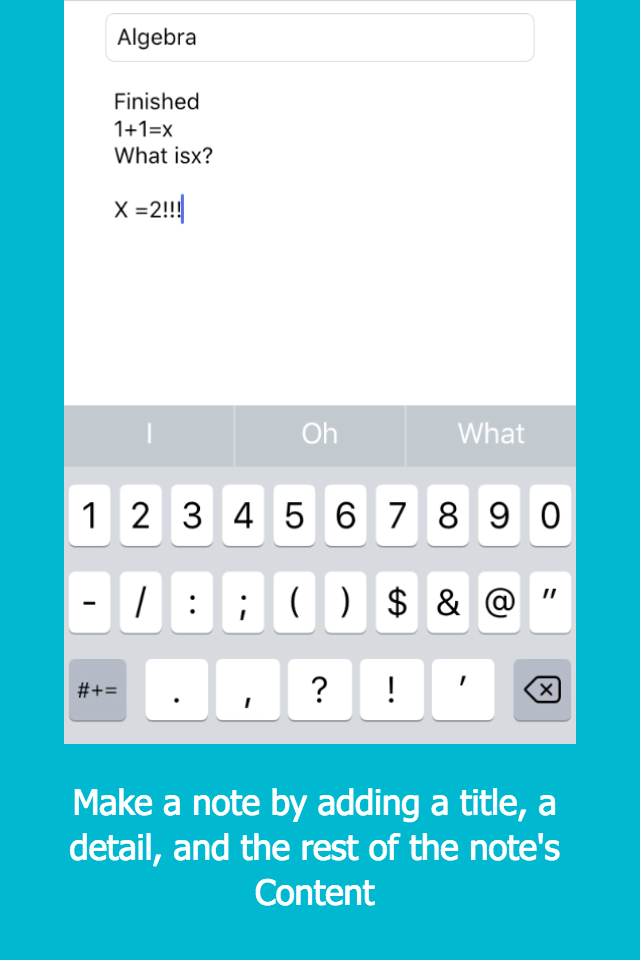 Algebra
Finished
1+1=x
What isx?
X =2!!!
I Oh What
1 2 3 4 5 6 7 8 9 0
- / : ; ( ) $ & @ "
#+= . , ? ! '
Make a note by adding a title, a
detail, and the rest of the note's
Content